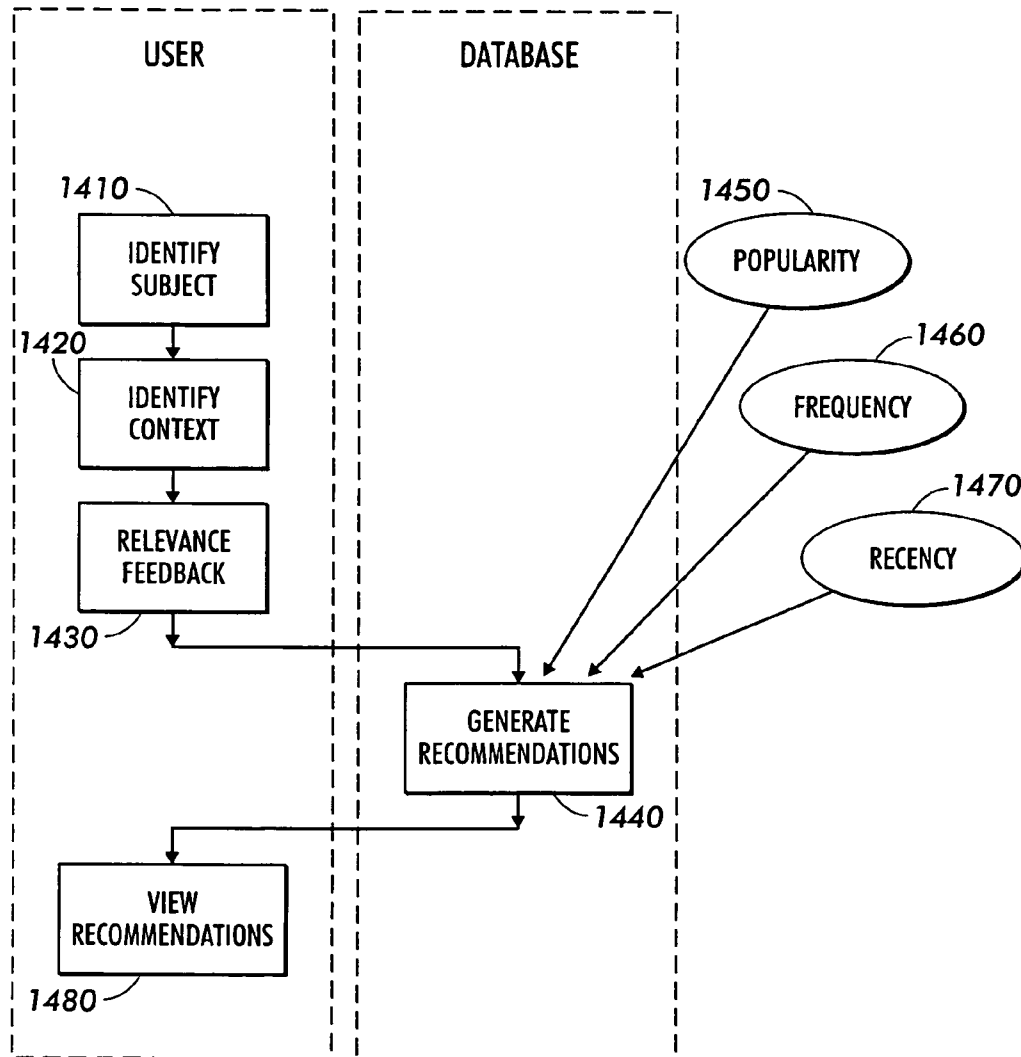 USER
DATABASE
1410
IDENTIFY
SUBJECT
1420
IDENTIFY
CONTEXT
RELEVANCE
FEEDBACK
1430
1450
POPULARITY
1460
FREQUENCY
1470
RECENCY
GENERATE
RECOMMENDATIONS
1440
VIEW
RECOMMENDATIONS
1480